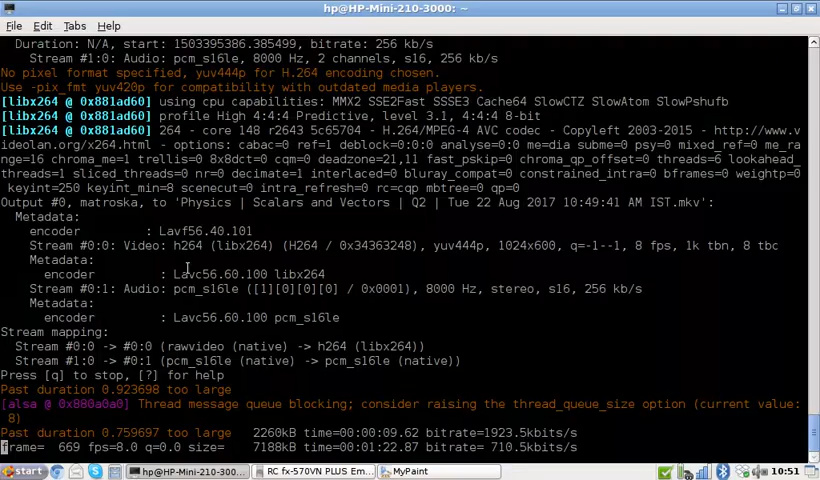 hp@HP-Mini-210-3000: ~
File Edit Tabs Help
Duration: N/A, start: 1503395386.385499, bitrate: 256 kb/s
Stream #1:0: Audio: pcm_s16le, 8000 Hz, 2 channels, s16, 256 kb/s
No pixel format specified, yuv444p for H.264 encoding chosen.
Use -pix_fmt yuv420p for compatibility with outdated media players.
[libx264 @ 0x881ad60] using cpu capabilities: MMX2 SSE2Fast SSSE3 Cache64 SlowCTZ SlowAtom SlowPshufb
[libx264 @ 0x881ad60] profile High 4:4:4 Predictive, level 3.1, 4:4:4 8-bit
[libx264 @ 0x881ad60] 264 - core 148 r2643 5c65704 - H.264/MPEG-4 AVC codec - Copyleft 2003-2015 - http://www.v
ideolan.org/x264.html - options: cabac=0 ref=1 deblock=0:0:0 analyse=0:0 me=dia subme=0 psy=0 mixed_ref=0 me_ra
nge=16 chroma_me=1 trellis=0 8x8dct=0 cqm=0 deadzone=21,11 fast_pskip=0 chroma_qp_offset=0 threads=6 lookahead_
threads=1 sliced_threads=0 nr=0 decimate=1 interlaced=0 bluray_compat=0 constrained_intra=0 bframes=0 weightp=0
keyint=250 keyint_min=8 scenecut=0 intra_refresh=0 rc=cqp mbtree=0 qp=0
Output #0, matroska, to 'Physics | Scalars and Vectors | Q2 | Tue 22 Aug 2017 10:49:41 AM IST.mkv':
Metadata:
encoder : Lavf56.40.101
Stream #0:0: Video: h264 (libx264) (H264 / 0x34363248), yuv444p, 1024x600, q=-1--1, 8 fps, 1k tbn, 8 tbc
Metadata:
encoder : Lavc56.60.100 libx264
Stream #0:1: Audio: pcm_s16le ([1][0][0][0] / 0x0001), 8000 Hz, stereo, s16, 256 kb/s
Metadata:
encoder : Lavc56.60.100 pcm_s16le
Stream mapping:
Stream #0:0 -> #0:0 (rawvideo (native) -> h264 (libx264))
Stream #1:0 -> #0:1 (pcm_s16le (native) -> pcm_s16le (native))
Press [q] to stop, [?] for help
Past duration 0.923698 too large
[alsa @ 0x880a0a0] Thread message queue blocking; consider raising the thread_queue_size option (current value:
8)
Past duration 0.759697 too large 2260kB time=00:00:09.62 bitrate=1923.5kbits/s
frame= 669 fps=8.0 q=0.0 size= 7188kB time=00:01:22.87 bitrate= 710.5kbits/s
start hp@HP-Mini-210-300... RC fx-570VN PLUS Em... MyPaint 10:51